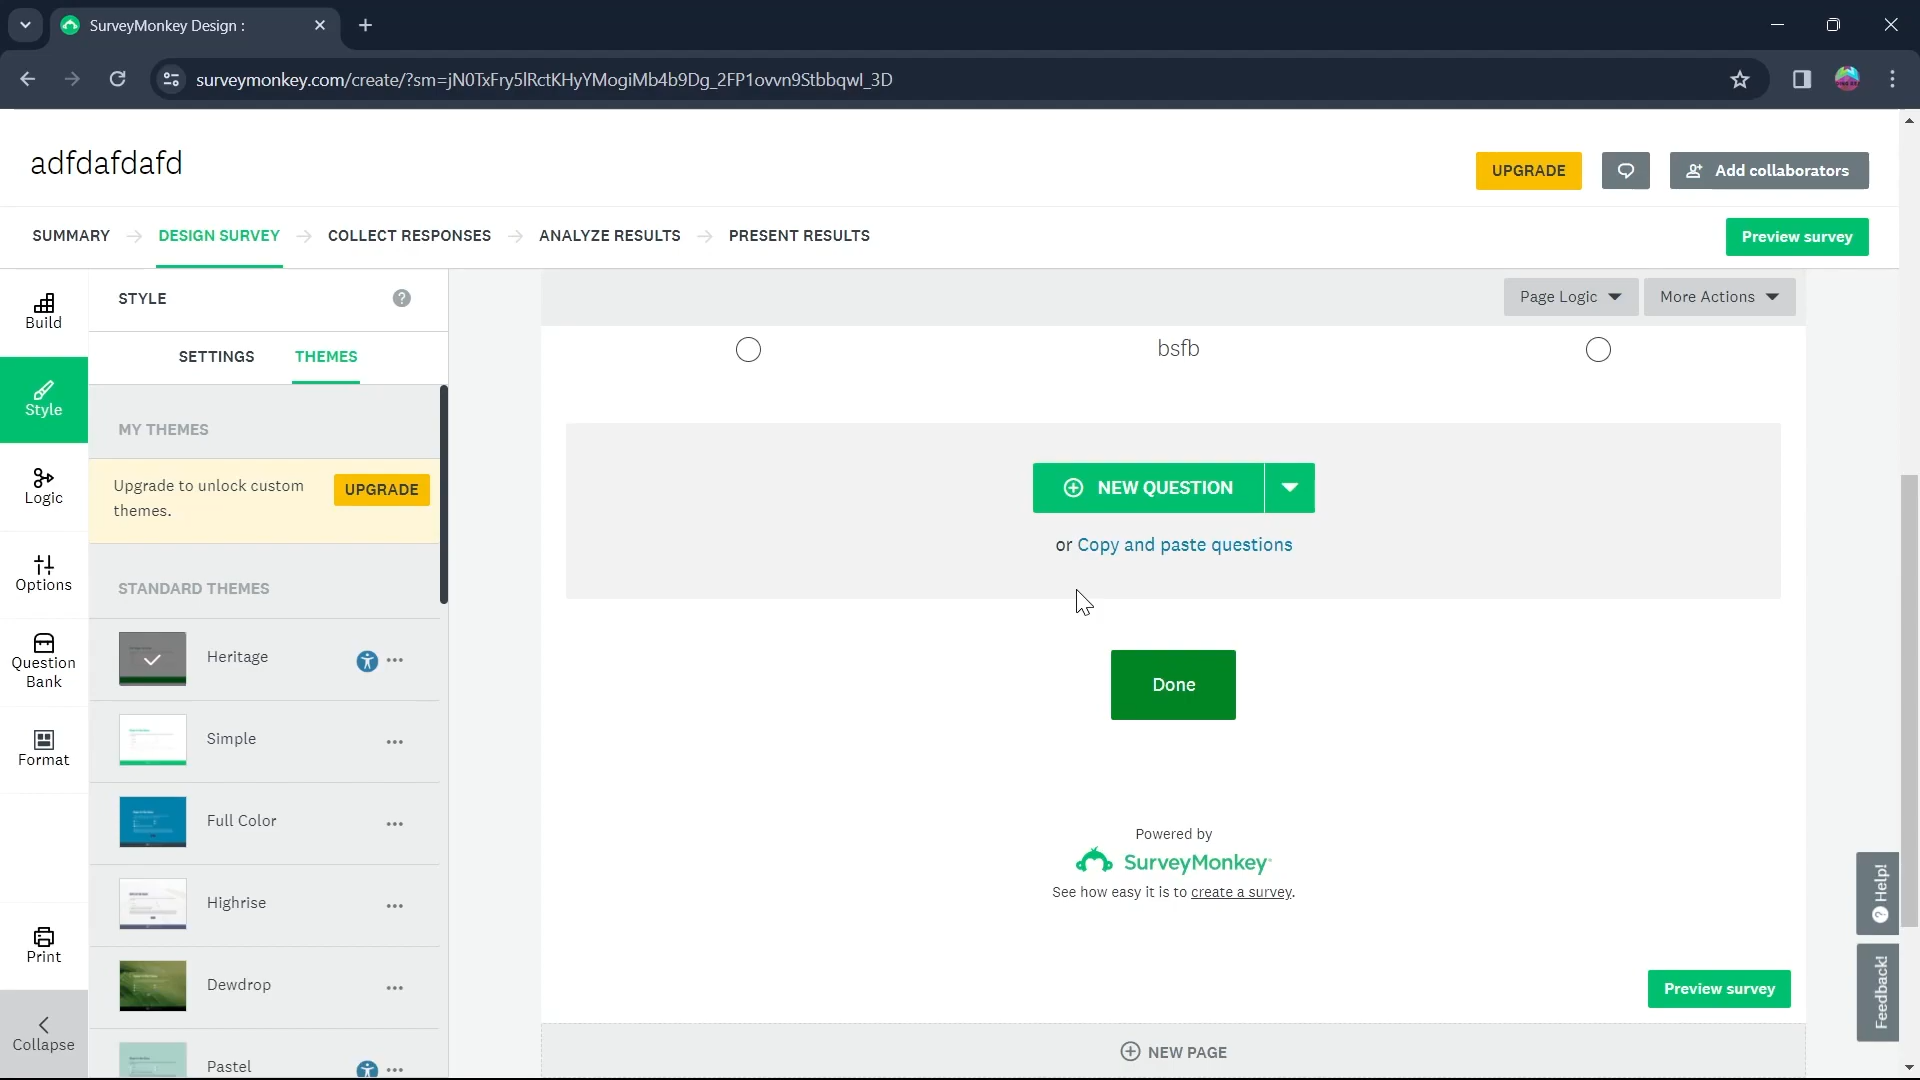 SurveyMonkey Design :
surveymonkey.com/create/?sm=jN0TxFry5lRctKHyYMogiMb4b9Dg_2FP1ovvn9Stbbqwl_3D
adfdafdafd
UPGRADE
Add collaborators
SUMMARY
DESIGN SURVEY
COLLECT RESPONSES
ANALYZE RESULTS
PRESENT RESULTS
Preview survey
Build
Style
Logic
Options
Question
Bank
Format
Print
Collapse
STYLE
?
SETTINGS
THEMES
MY THEMES
Upgrade to unlock custom
themes.
UPGRADE
STANDARD THEMES
Heritage
Simple
Full Color
Highrise
Dewdrop
Pastel
Page Logic
More Actions
bsfb
NEW QUESTION
or Copy and paste questions
Done
Powered by
SurveyMonkey
See how easy it is to create a survey.
Preview survey
NEW PAGE
? Help!
Feedback!